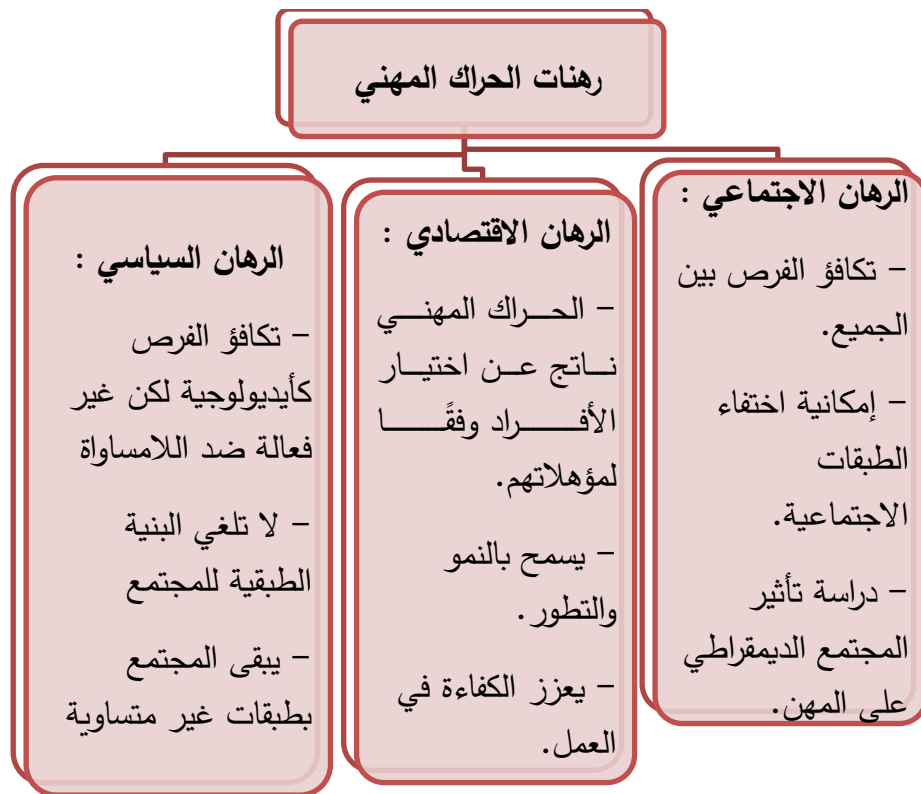 رهنات الحراك المهني
الرهان الاجتماعي :
– تكافؤ الفرص بين
الجميع.
– إمكانية اختفاء
الطبقات
الاجتماعية.
– دراسة تأثير
المجتمع الديمقراطي
على المهن.
الرهان الاقتصادي :
– الحراك المهني
ناتج عن اختيار
الأفراد وفقًا
لمؤهلاتهم.
– يسمح بالنمو
والتطور.
– يعزز الكفاءة في
العمل.
الرهان السياسي :
– تكافؤ الفرص
كأيديولوجية لكن غير
فعالة ضد اللامساواة
– لا تلغي البنية
الطبقية للمجتمع
– يبقى المجتمع
بطبقات غير متساوية